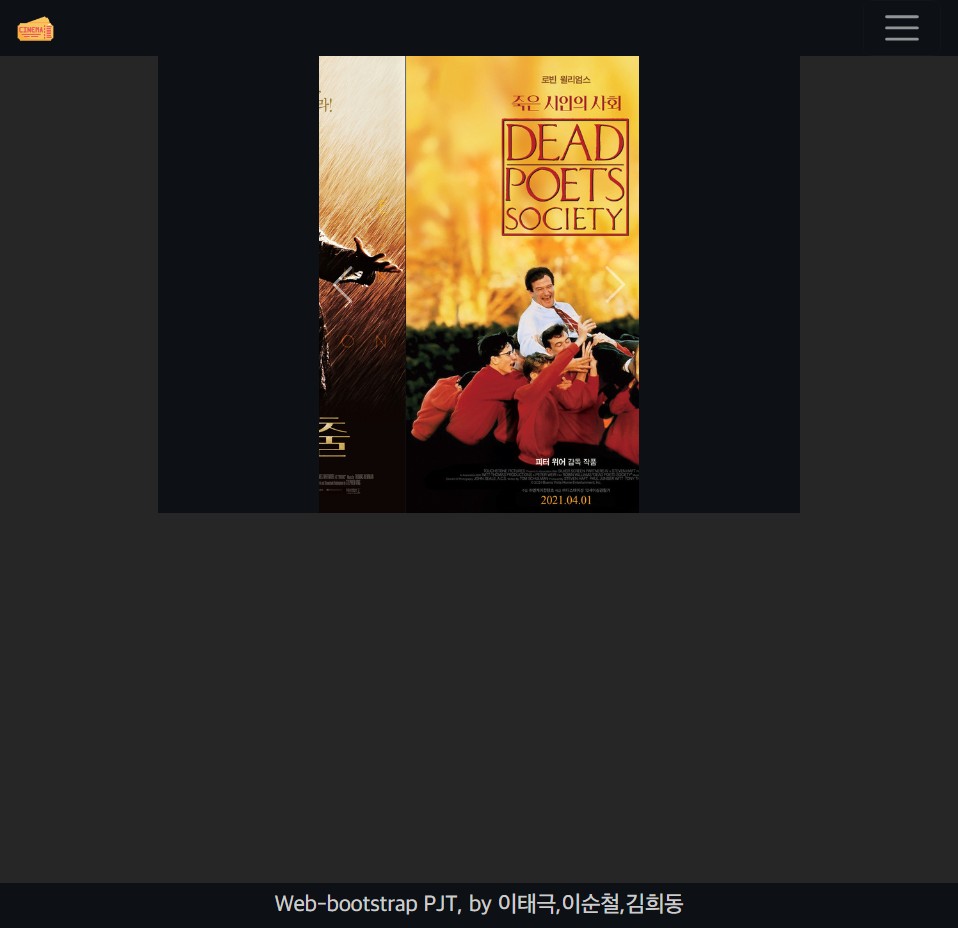 CINEMA
라!
O N
출
로빈 윌리엄스
죽은 시인의 사회
DEAD
POETS
SOCIETY
피터 위어 감독 작품
2021.04.01
Web-bootstrap PJT, by 이태극,이순철,김희동